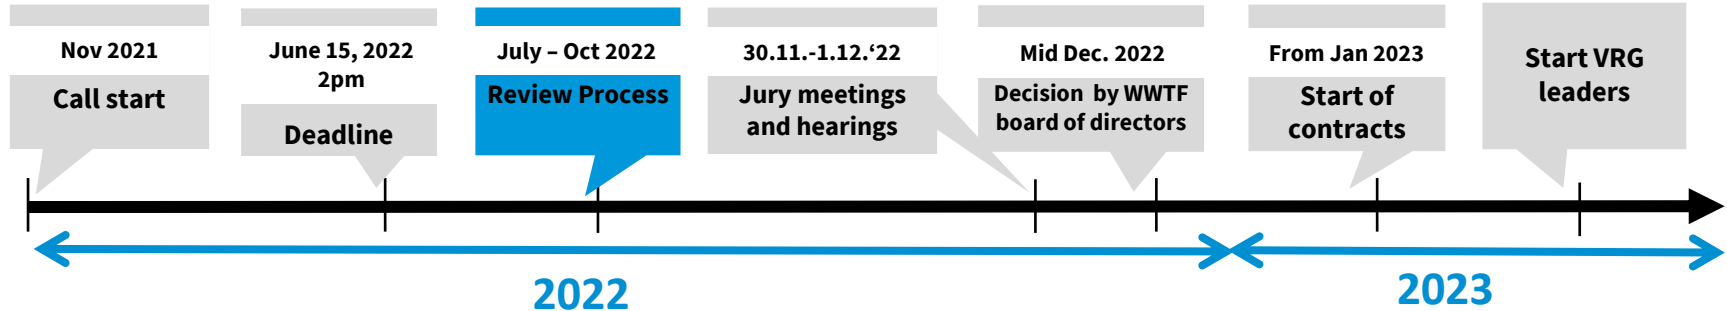 Nov 2021
Call start
June 15, 2022
2pm
Deadline
July – Oct 2022
Review Process
30.11.-1.12.‘22
Jury meetings
and hearings
Mid Dec. 2022
Decision by WWTF
board of directors
From Jan 2023
Start of
contracts
Start VRG
leaders
2022
2023